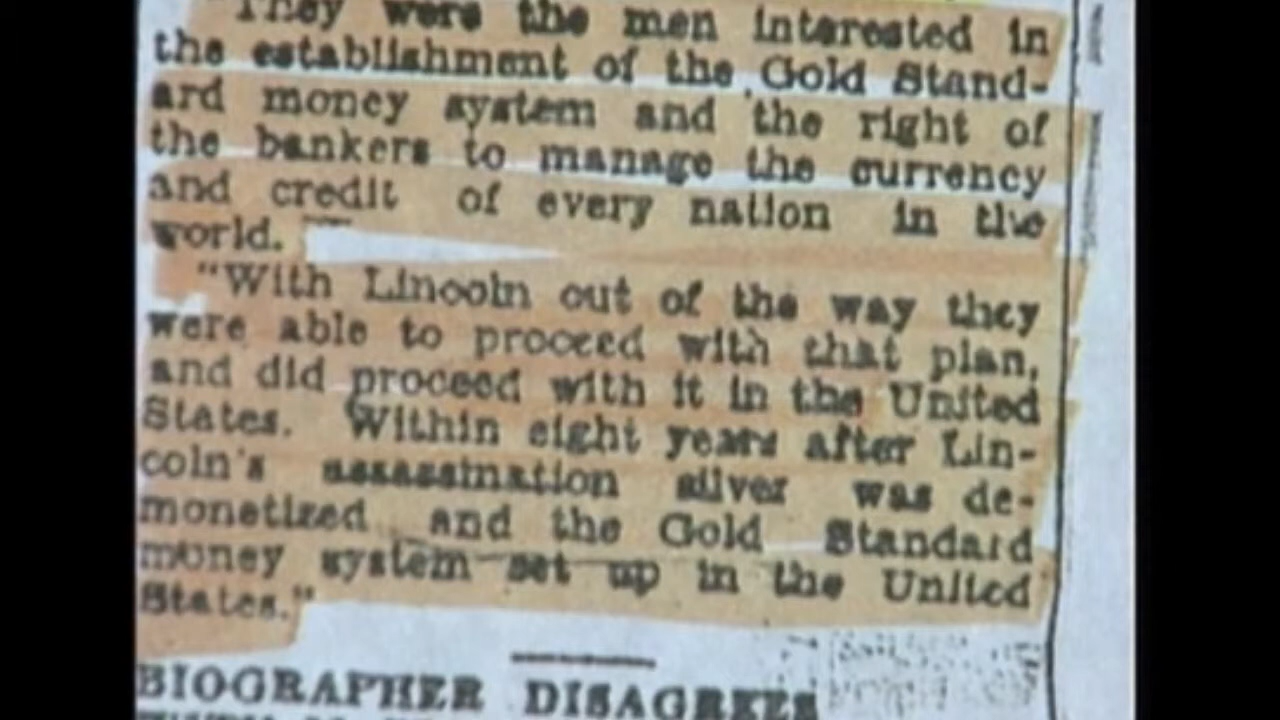 They were the men interested in
the establishment of the Gold Stand-
ard money system and the right of
the bankers to manage the currency
and credit of every nation in the
world.
"With Lincoln out of the way they
were able to proceed with that plan,
and did proceed with it in the United
States. Within eight years after Lin-
coln's assassination silver was de-
monetized and the Gold Standard
money system set up in the United
States."
BIOGRAPHER DISAGREES